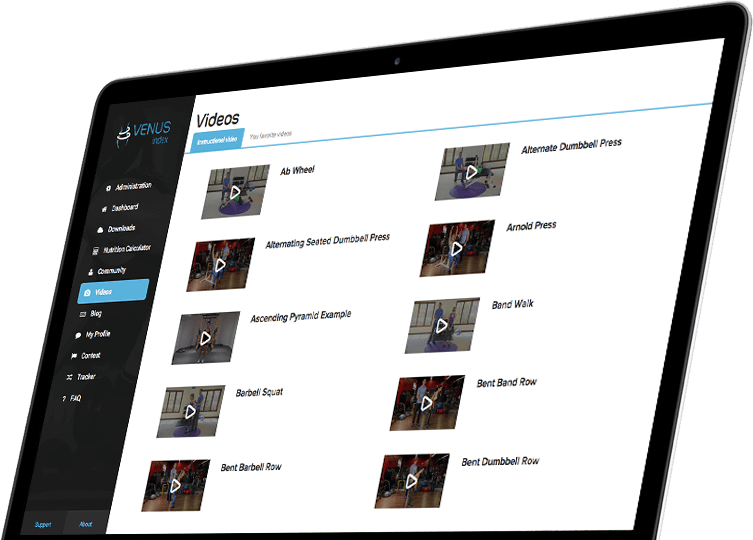 VENUS
index
Administration
Dashboard
Downloads
Nutrition Calculator
Community
Videos
Blog
My Profile
Contest
Tracker
? FAQ
Support
About
Videos
Instructional video
Your favorite videos
Ab Wheel
Alternate Dumbbell Press
Alternating Seated Dumbbell Press
Arnold Press
Ascending Pyramid Example
Band Walk
Barbell Squat
Bent Band Row
Bent Barbell Row
Bent Dumbbell Row